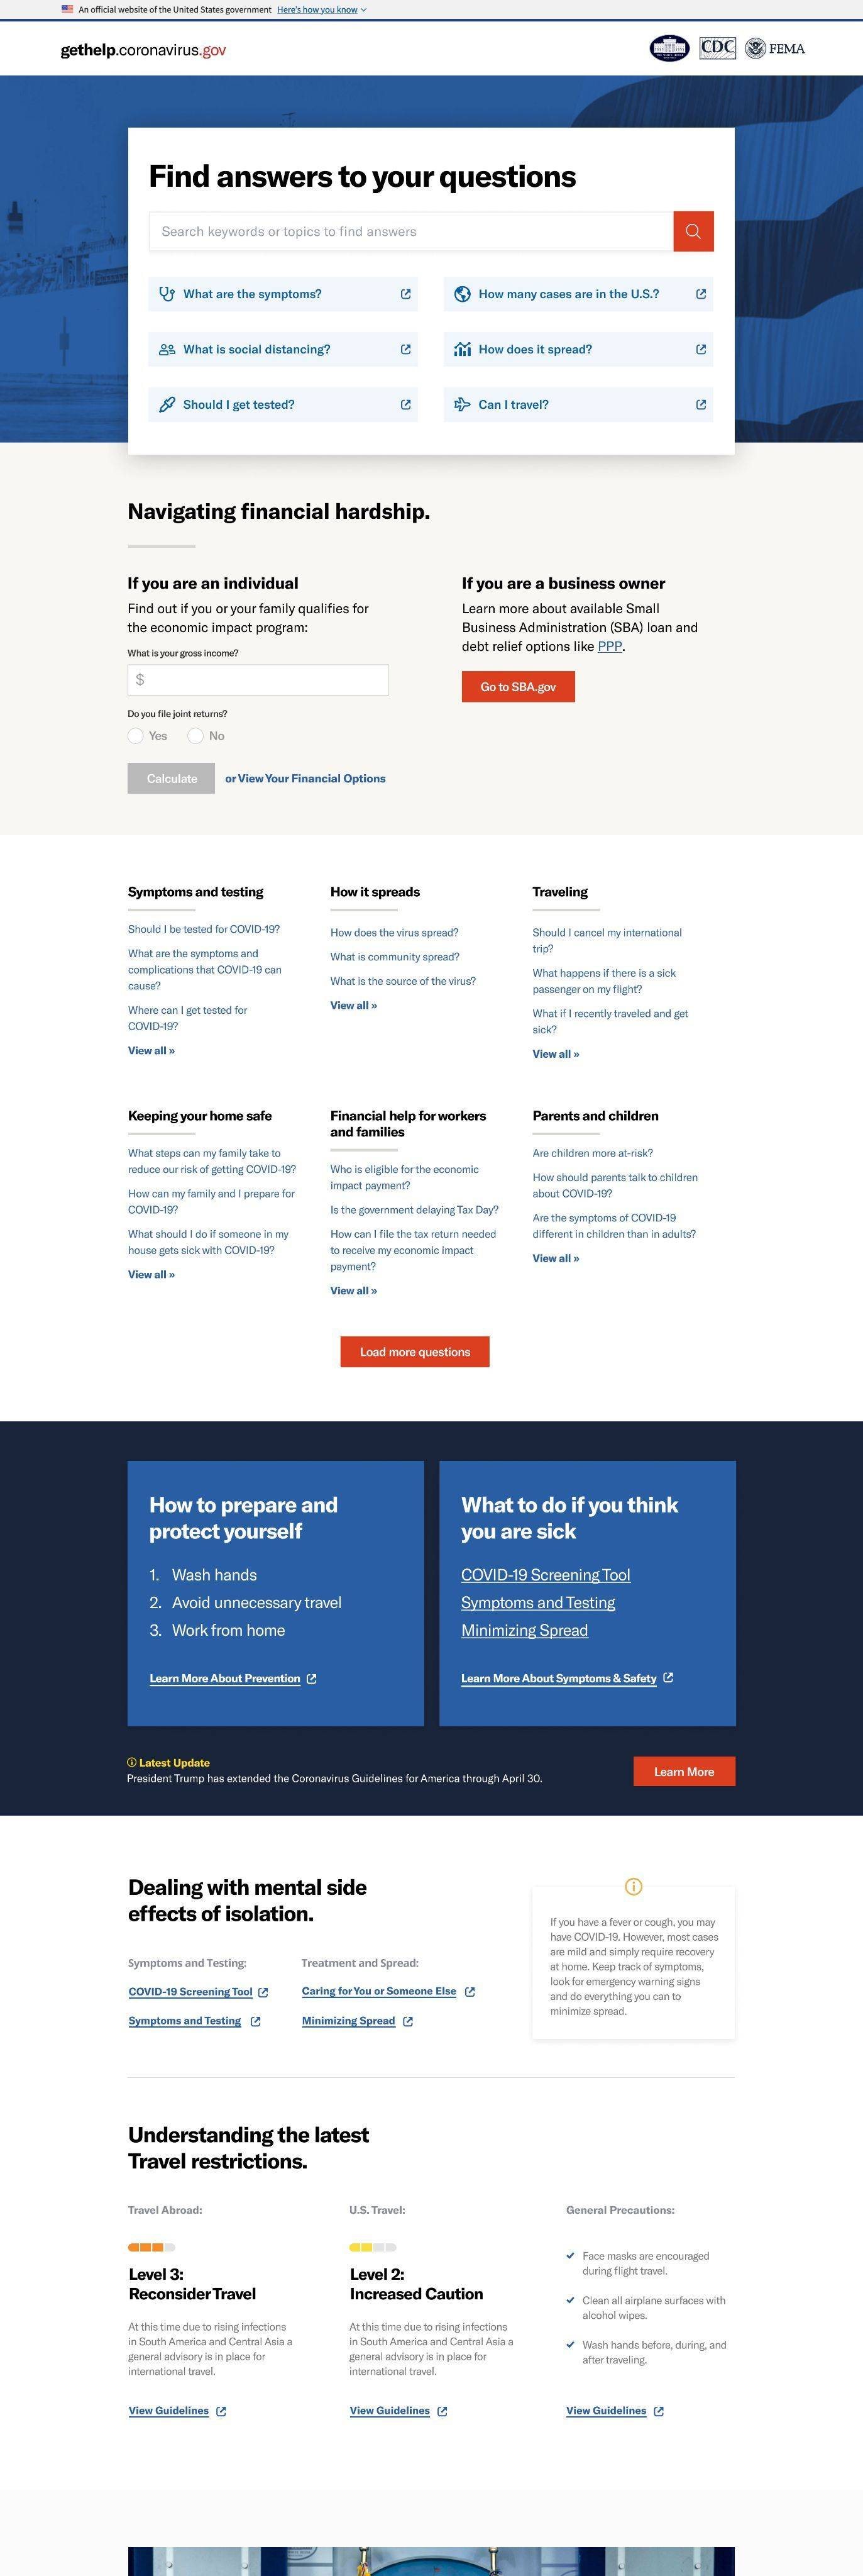 An official website of the United States government Here's how you know
gethelp.coronavirus.gov
CDC
FEMA
Find answers to your questions
Search keywords or topics to find answers
What are the symptoms?
How many cases are in the U.S.?
What is social distancing?
How does it spread?
Should I get tested?
Can I travel?
Navigating financial hardship.
If you are an individual
Find out if you or your family qualifies for
the economic impact program:
What is your gross income?
$
Do you file joint returns?
Yes
No
Calculate
or View Your Financial Options
If you are a business owner
Learn more about available Small
Business Administration (SBA) loan and
debt relief options like PPP.
Go to SBA.gov
Symptoms and testing
Should I be tested for COVID-19?
What are the symptoms and
complications that COVID-19 can
cause?
Where can I get tested for
COVID-19?
View all »
How it spreads
How does the virus spread?
What is community spread?
What is the source of the virus?
View all »
Traveling
Should I cancel my international
trip?
What happens if there is a sick
passenger on my flight?
What if I recently traveled and get
sick?
View all »
Keeping your home safe
What steps can my family take to
reduce our risk of getting COVID-19?
How can my family and I prepare for
COVID-19?
What should I do if someone in my
house gets sick with COVID-19?
View all »
Financial help for workers
and families
Who is eligible for the economic
impact payment?
Is the government delaying Tax Day?
How can I file the tax return needed
to receive my economic impact
payment?
View all »
Parents and children
Are children more at-risk?
How should parents talk to children
about COVID-19?
Are the symptoms of COVID-19
different in children than in adults?
View all »
Load more questions
How to prepare and
protect yourself
1. Wash hands
2. Avoid unnecessary travel
3. Work from home
Learn More About Prevention
What to do if you think
you are sick
COVID-19 Screening Tool
Symptoms and Testing
Minimizing Spread
Learn More About Symptoms & Safety
Latest Update
President Trump has extended the Coronavirus Guidelines for America through April 30.
Learn More
Dealing with mental side
effects of isolation.
Symptoms and Testing:
COVID-19 Screening Tool
Symptoms and Testing
Treatment and Spread:
Caring for You or Someone Else
Minimizing Spread
If you have a fever or cough, you may
have COVID-19. However, most cases
are mild and simply require recovery
at home. Keep track of symptoms,
look for emergency warning signs
and do everything you can to
minimize spread.
Understanding the latest
Travel restrictions.
Travel Abroad:
Level 3:
Reconsider Travel
At this time due to rising infections
in South America and Central Asia a
general advisory is in place for
international travel.
View Guidelines
U.S. Travel:
Level 2:
Increased Caution
At this time due to rising infections
in South America and Central Asia a
general advisory is in place for
international travel.
View Guidelines
General Precautions:
Face masks are encouraged
during flight travel.
Clean all airplane surfaces with
alcohol wipes.
Wash hands before, during, and
after traveling.
View Guidelines